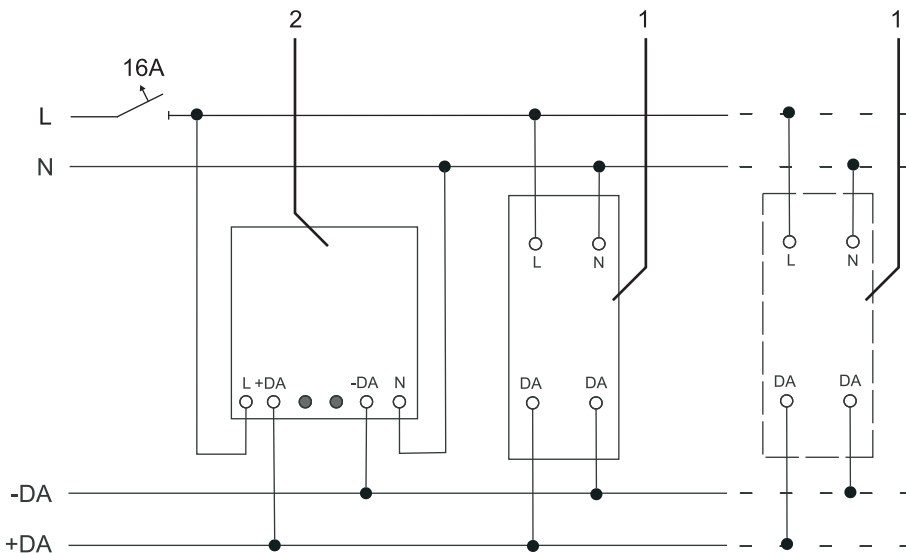 2 1 1
16A
L
N
L N L N
L +DA -DA N DA DA DA DA
-DA
+DA